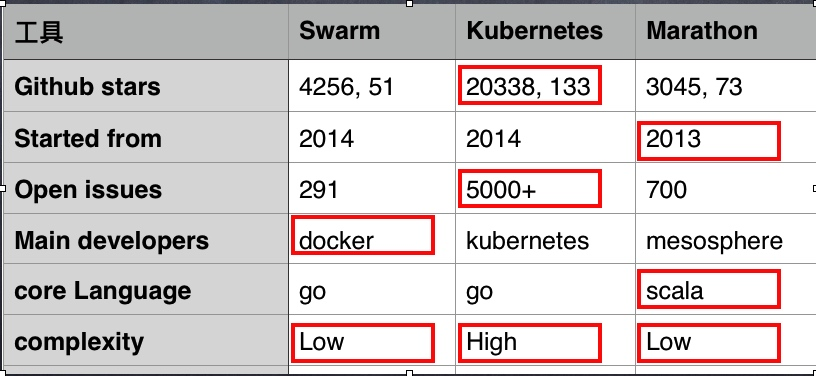 工具 Swarm Kubernetes Marathon
Github stars 4256, 51 20338, 133 3045, 73
Started from 2014 2014 2013
Open issues 291 5000+ 700
Main developers docker kubernetes mesosphere
core Language go go scala
complexity Low High Low